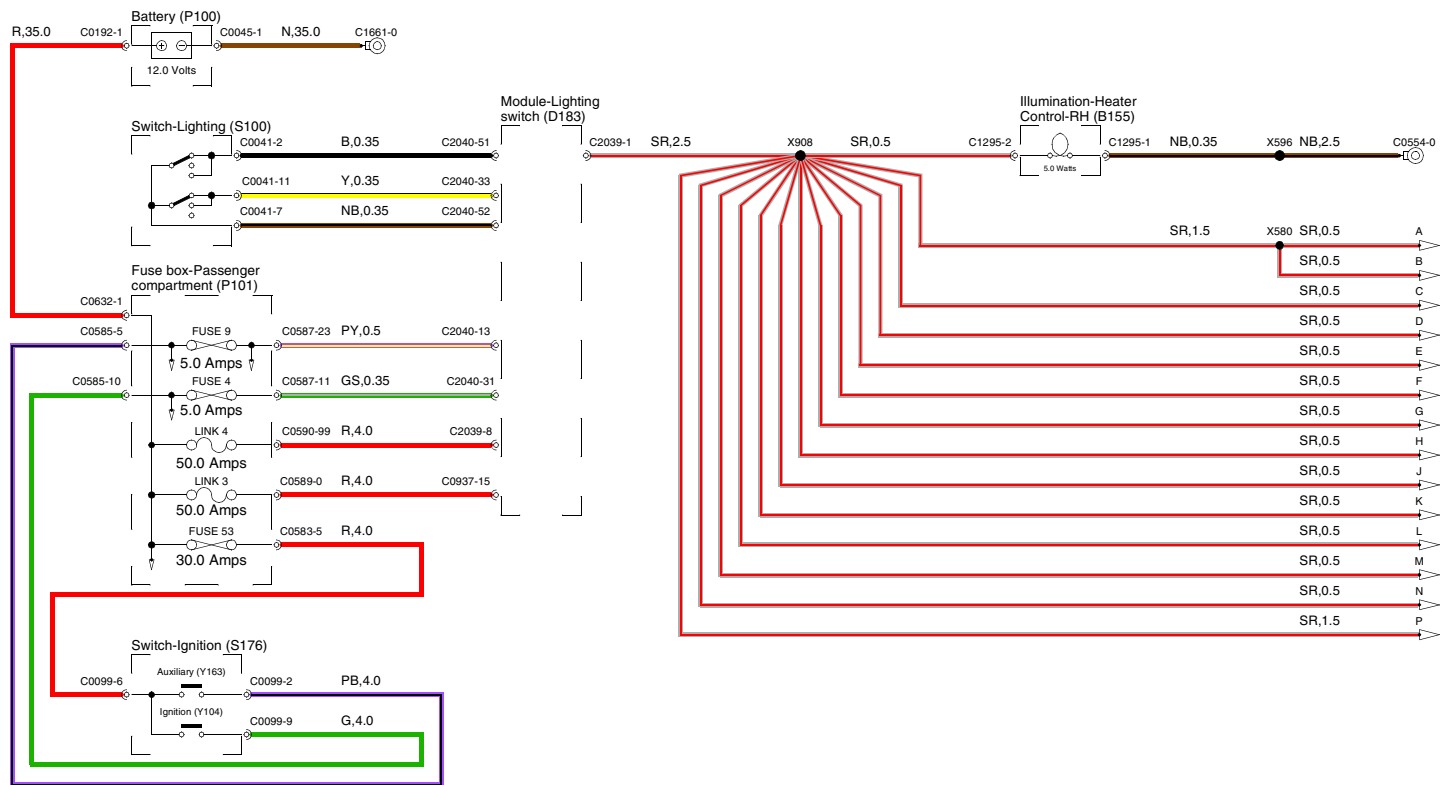 Battery (P100)
R,35.0
C0192-1
C0045-1
N,35.0
C1661-0
12.0 Volts
Switch-Lighting (S100)
C0041-2
B,0.35
C2040-51
C0041-11
Y,0.35
C2040-33
C0041-7
NB,0.35
C2040-52
Module-Lighting
switch (D183)
C2039-1
SR,2.5
X908
SR,0.5
C1295-2
Illumination-Heater
Control-RH (B155)
5.0 Watts
C1295-1
NB,0.35
X596
NB,2.5
C0554-0
Fuse box-Passenger
compartment (P101)
C0632-1
C0585-5
FUSE 9
5.0 Amps
C0587-23
PY,0.5
C2040-13
C0585-10
FUSE 4
5.0 Amps
C0587-11
GS,0.35
C2040-31
LINK 4
50.0 Amps
C0590-99
R,4.0
C2039-8
LINK 3
50.0 Amps
C0589-0
R,4.0
C0937-15
FUSE 53
30.0 Amps
C0583-5
R,4.0
Switch-Ignition (S176)
Auxiliary (Y163)
C0099-6
C0099-2
PB,4.0
Ignition (Y104)
C0099-9
G,4.0
SR,1.5
X580
SR,0.5
A
B
SR,0.5
SR,0.5
C
SR,0.5
D
SR,0.5
E
SR,0.5
F
SR,0.5
G
SR,0.5
H
SR,0.5
J
SR,0.5
K
SR,0.5
L
SR,0.5
M
SR,0.5
N
SR,1.5
P